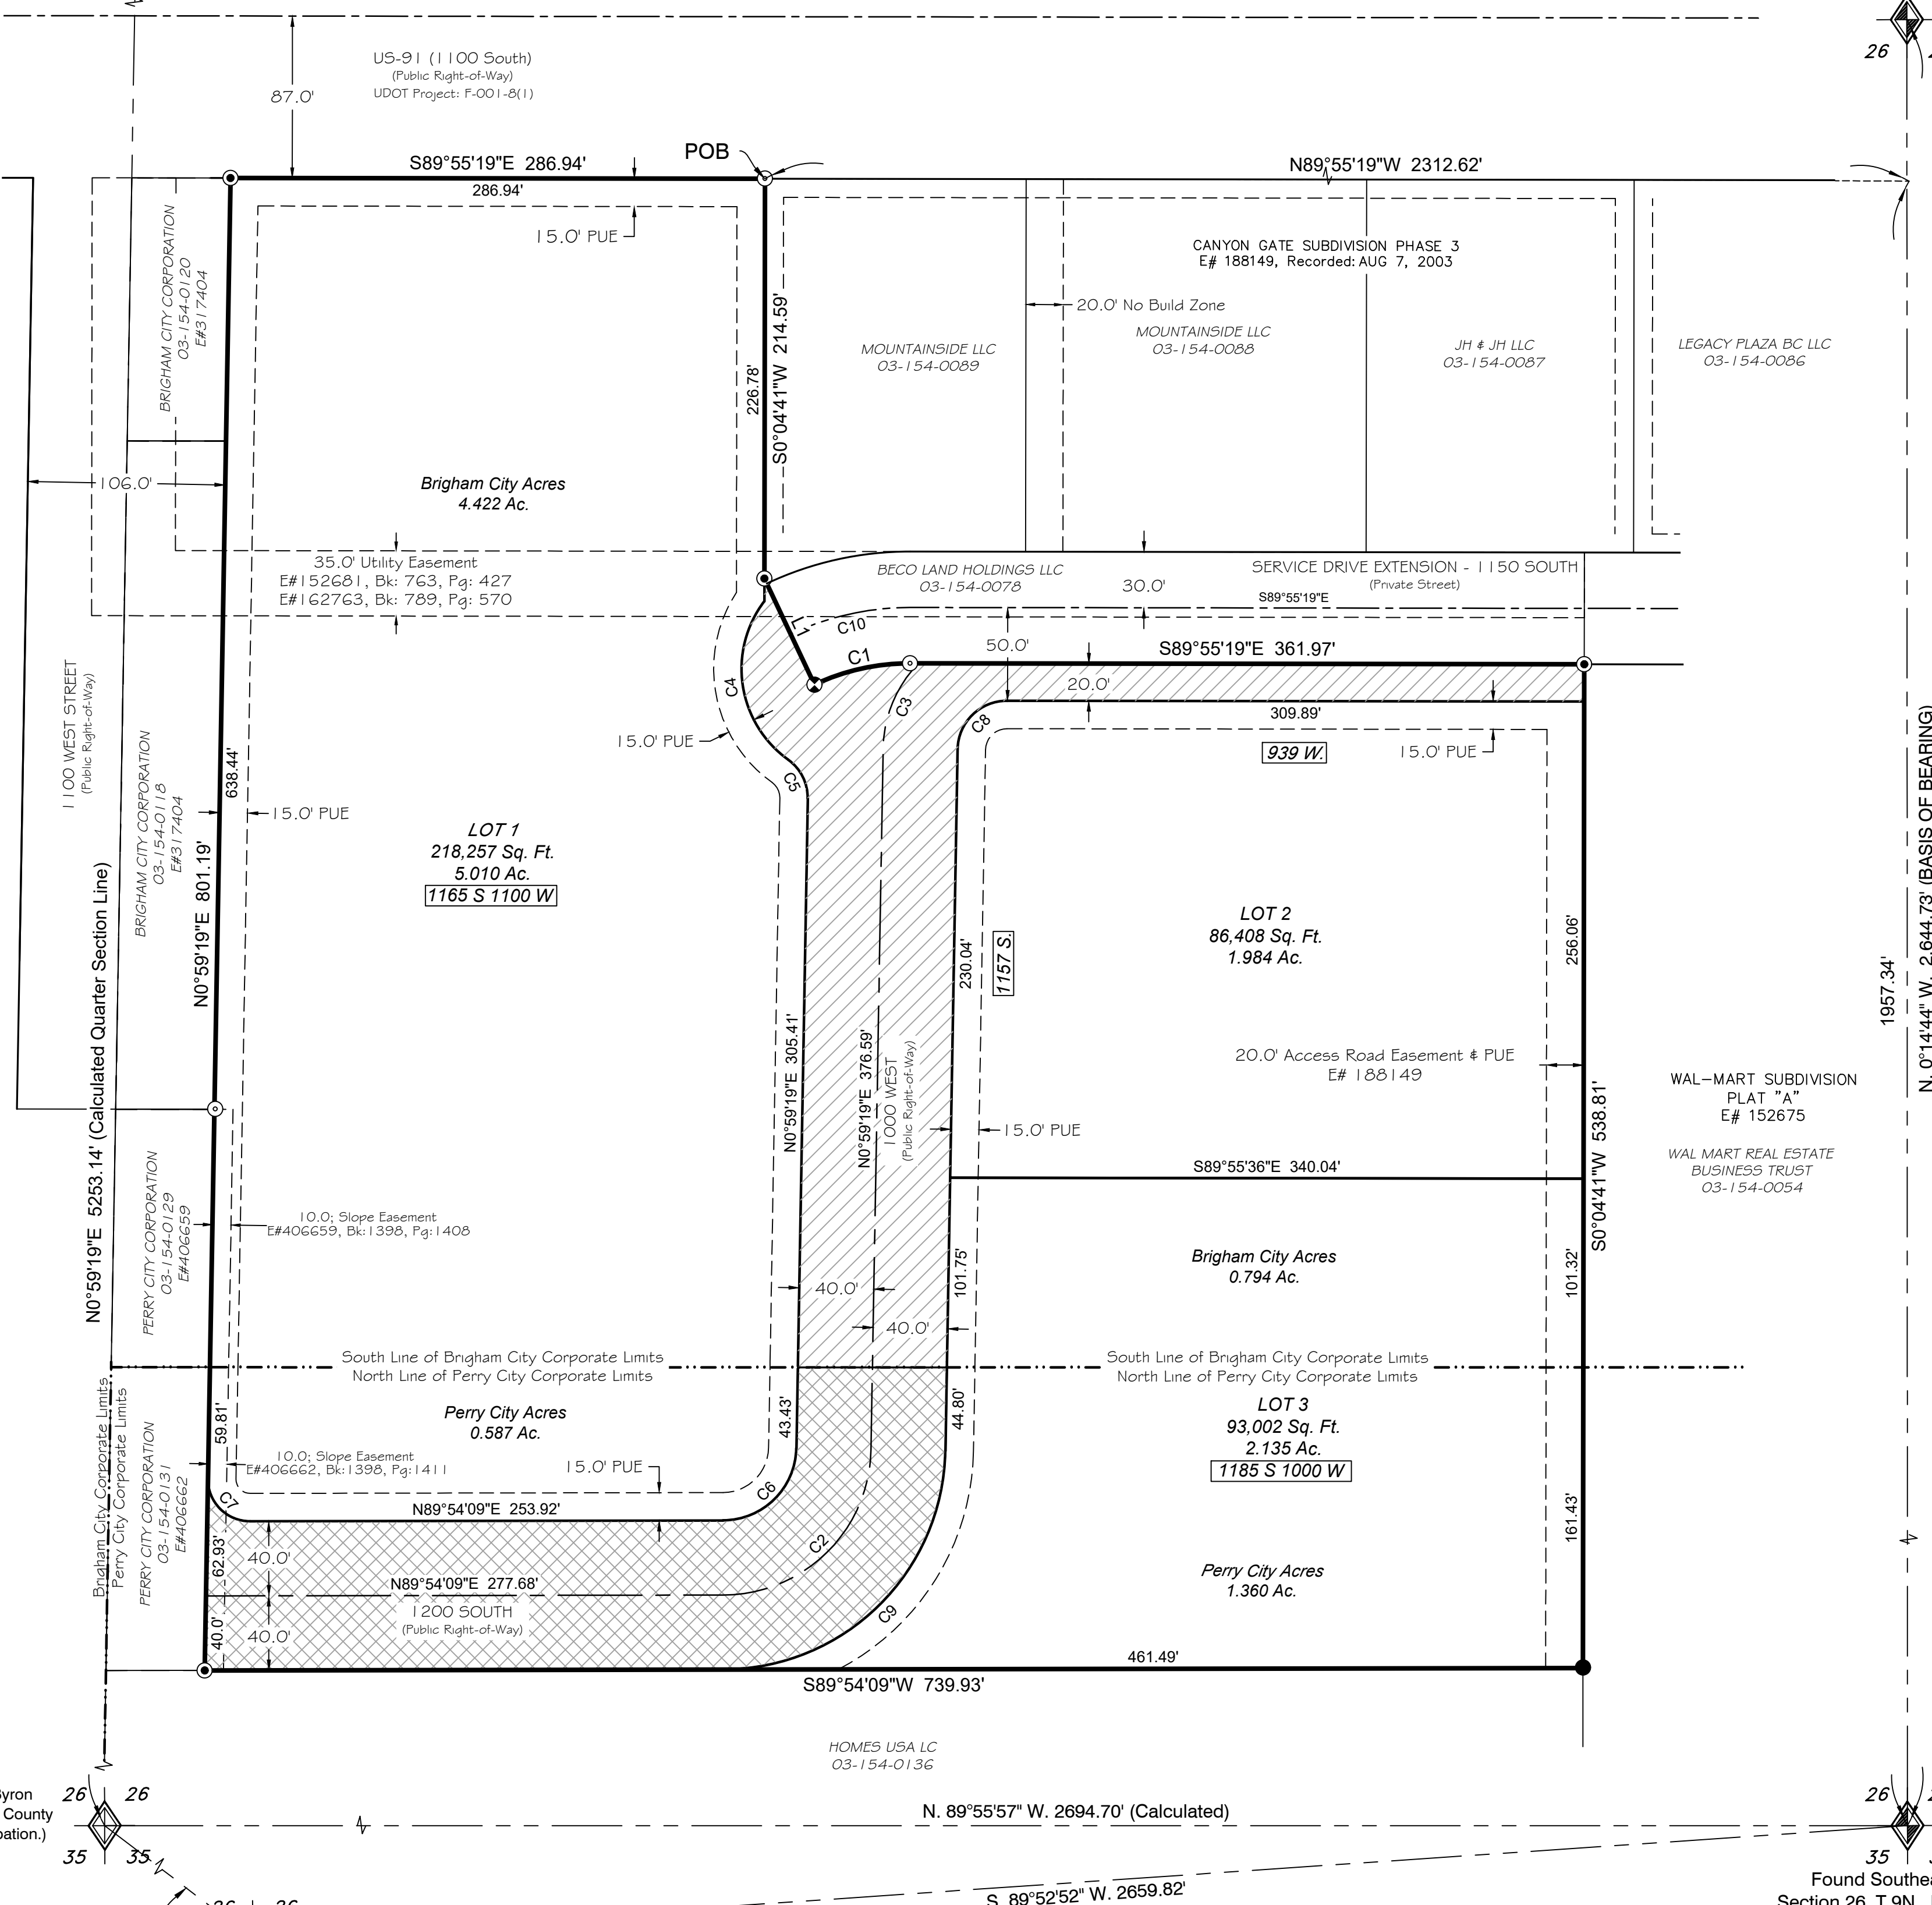 US-91 (1100 South)
(Public Right-of-Way)
UDOT Project: F-001-8(1)
87.0'
26
POB
S89°55'19"E 286.94'
286.94'
N89°55'19"W 2312.62'
15.0' PUE
CANYON GATE SUBDIVISION PHASE 3
E# 188149, Recorded: AUG 7, 2003
BRIGHAM CITY CORPORATION
03-154-0120
E#317404
20.0' No Build Zone
S0°04'41"W 214.59'
226.78'
MOUNTAINSIDE LLC
03-154-0089
MOUNTAINSIDE LLC
03-154-0088
JH & JH LLC
03-154-0087
LEGACY PLAZA BC LLC
03-154-0086
106.0'
Brigham City Acres
4.422 Ac.
35.0' Utility Easement
E#152681, Bk: 763, Pg: 427
E#162763, Bk: 789, Pg: 570
BECO LAND HOLDINGS LLC
03-154-0078
30.0'
SERVICE DRIVE EXTENSION - 1150 SOUTH
(Private Street)
S89°55'19"E
C10
C1
50.0'
S89°55'19"E 361.97'
20.0'
C4
C3
C8
309.89'
1100 WEST STREET
(Public Right-of-Way)
15.0' PUE
939 W.
15.0' PUE
C5
638.44'
15.0' PUE
BRIGHAM CITY CORPORATION
03-154-0118
E#317404
N0°59'19"E 801.19'
LOT 1
218,257 Sq. Ft.
5.010 Ac.
1165 S 1100 W
N0°59'19"E 5253.14' (Calculated Quarter Section Line)
LOT 2
86,408 Sq. Ft.
1.984 Ac.
230.04'
1157 S.
256.06'
1957.34'
N. 0°14'44" W. 2,644.73' (BASIS OF BEARING)
N0°59'19"E 305.41'
N0°59'19"E 376.59'
1000 WEST
(Public Right-of-Way)
20.0' Access Road Easement & PUE
E# 188149
WAL-MART SUBDIVISION
PLAT "A"
E# 152675
WAL MART REAL ESTATE
BUSINESS TRUST
03-154-0054
15.0' PUE
S89°55'36"E 340.04'
S0°04'41"W 538.81'
PERRY CITY CORPORATION
03-154-0129
E#406659
10.0; Slope Easement
E#406659, Bk:1398, Pg:1408
Brigham City Acres
0.794 Ac.
101.75'
101.32'
40.0'
40.0'
South Line of Brigham City Corporate Limits
North Line of Perry City Corporate Limits
South Line of Brigham City Corporate Limits
North Line of Perry City Corporate Limits
Brigham City Corporate Limits
Perry City Corporate Limits
PERRY CITY CORPORATION
03-154-0131
E#406662
59.81'
Perry City Acres
0.587 Ac.
43.43'
44.80'
LOT 3
93,002 Sq. Ft.
2.135 Ac.
1185 S 1000 W
10.0; Slope Easement
E#406662, Bk:1398, Pg:1411
15.0' PUE
C7
C6
N89°54'09"E 253.92'
161.43'
62.93'
40.0'
C2
N89°54'09"E 277.68'
1200 SOUTH
(Public Right-of-Way)
Perry City Acres
1.360 Ac.
40.0'
40.0'
C9
461.49'
S89°54'09"W 739.93'
HOMES USA LC
03-154-0136
Byron
County
26 26
35 35
N. 89°55'57" W. 2694.70' (Calculated)
26
35
S. 89°52'52" W. 2659.82'
26 26